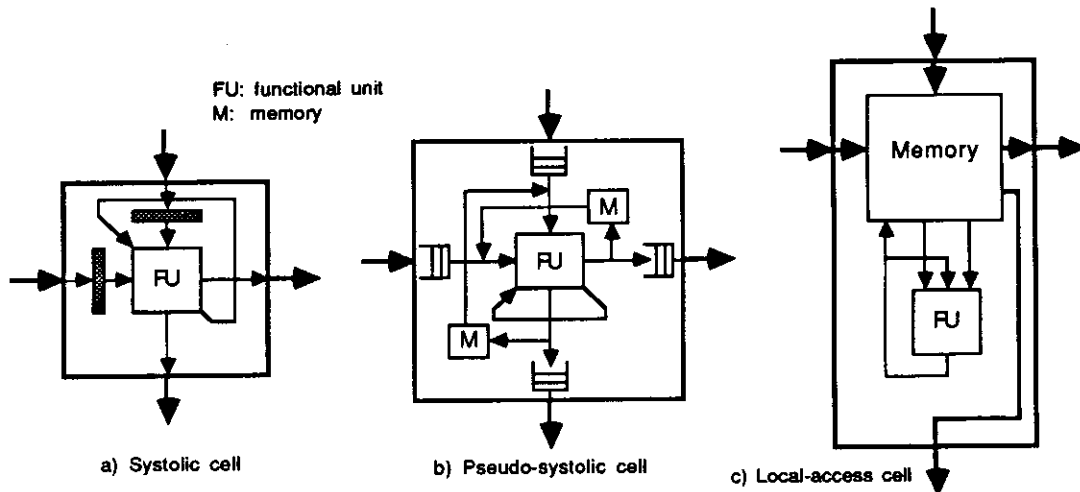 FU: functional unit
M: memory
FU
a) Systolic cell
M
FU
M
b) Pseudo-systolic cell
Memory
FU
c) Local-access cell